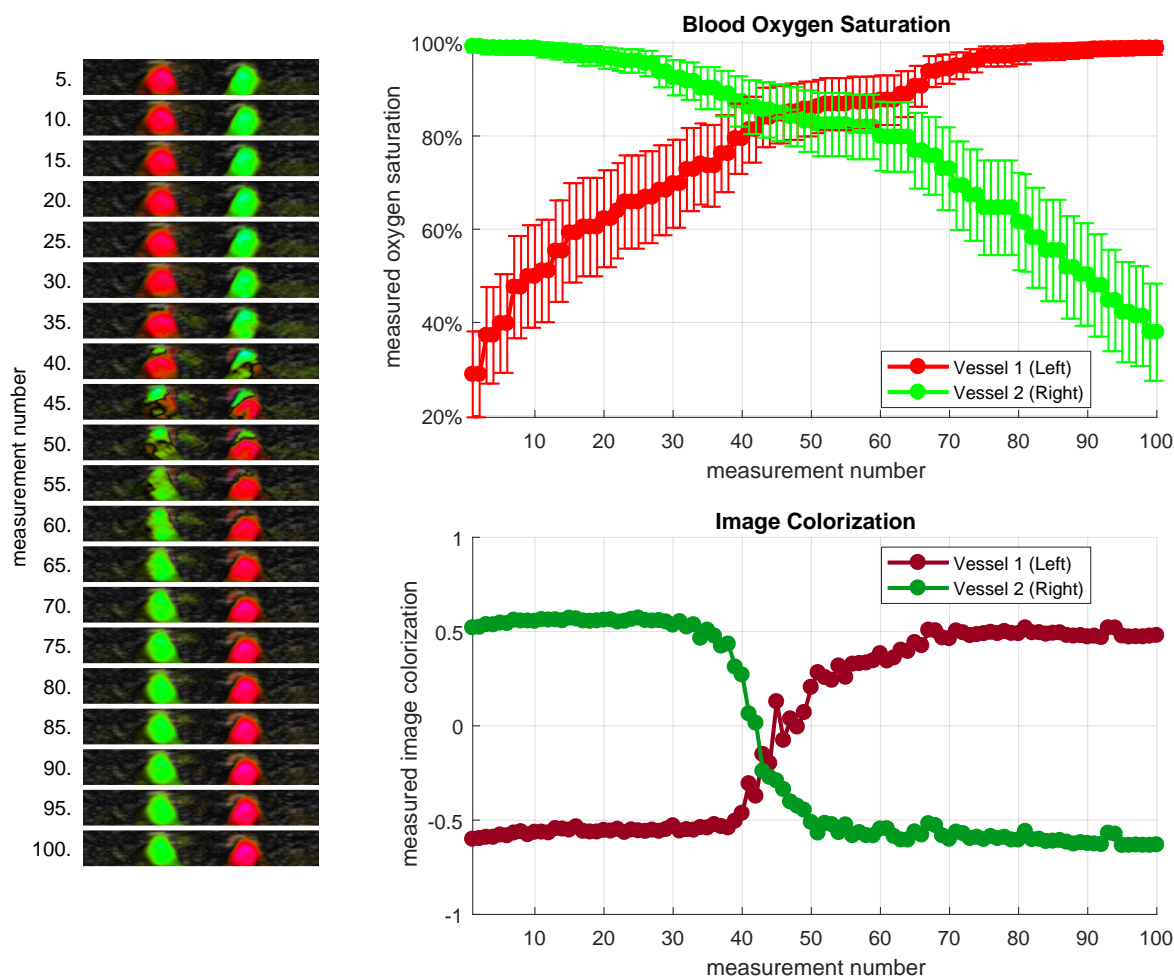 measurement number
5.
10.
15.
20.
25.
30.
35.
40.
45.
50.
55.
60.
65.
70.
75.
80.
85.
90.
95.
100.
Blood Oxygen Saturation
measured oxygen saturation
100%
80%
60%
40%
20%
Vessel 1 (Left)
Vessel 2 (Right)
10 20 30 40 50 60 70 80 90 100
measurement number
Image Colorization
measured image colorization
1
0.5
0
-0.5
-1
Vessel 1 (Left)
Vessel 2 (Right)
10 20 30 40 50 60 70 80 90 100
measurement number